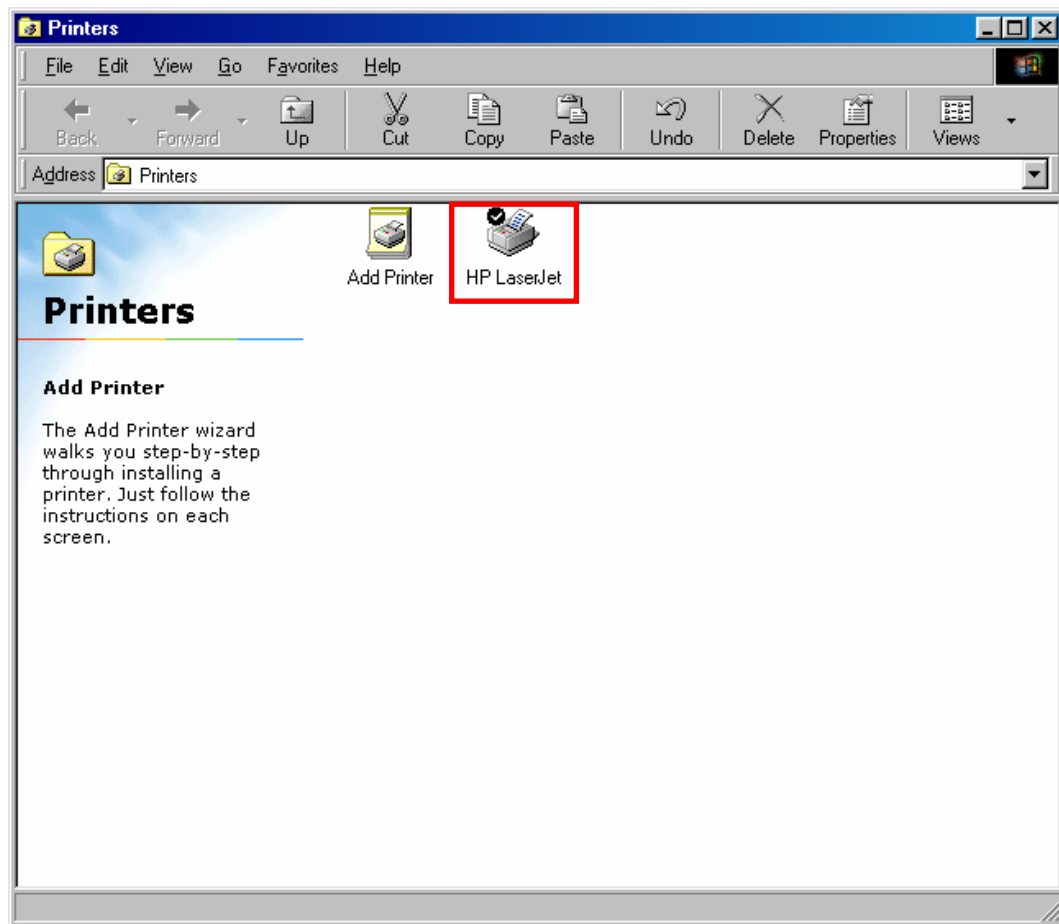 Printers
File Edit View Go Favorites Help
Back Forward Up Cut Copy Paste Undo Delete Properties Views
Address Printers
Add Printer HP LaserJet
Printers
Add Printer
The Add Printer wizard
walks you step-by-step
through installing a
printer. Just follow the
instructions on each
screen.